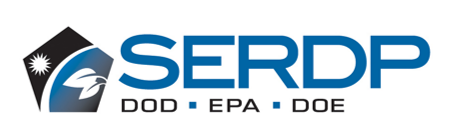 SERDP
DOD ▪ EPA ▪ DOE